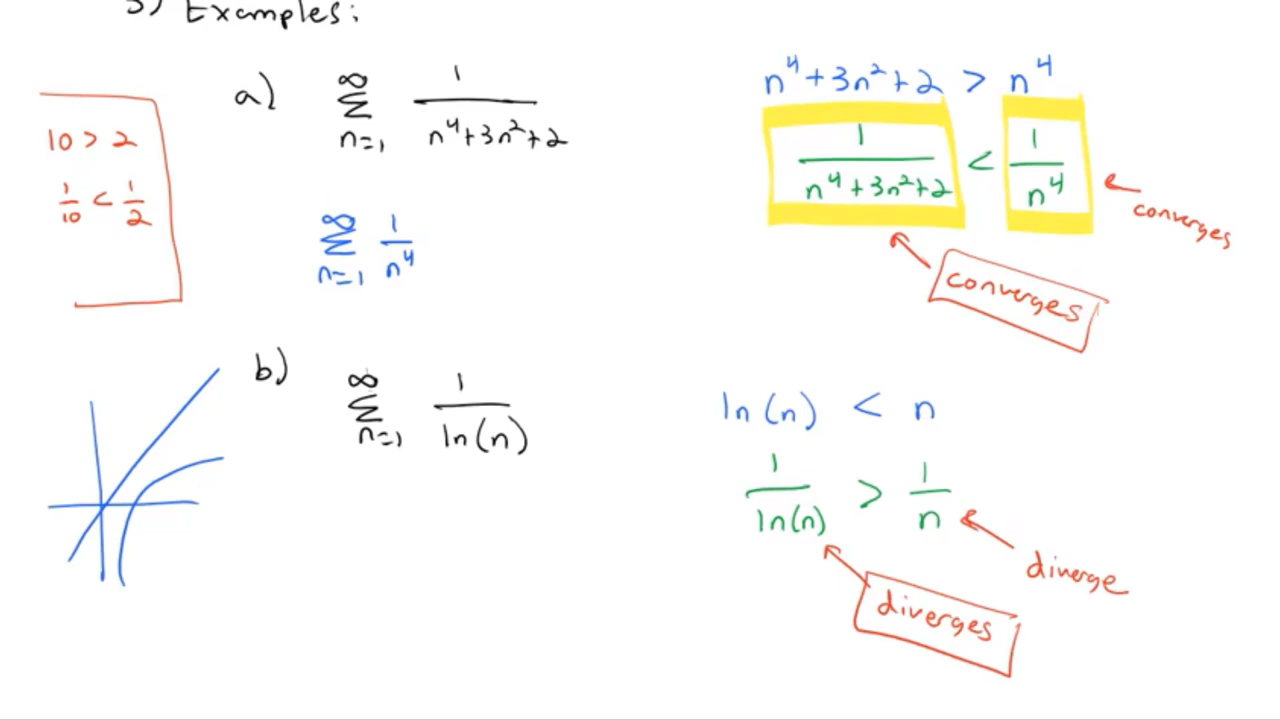 3) Examples:
10 > 2
1/10 < 1/2
a) ∞ Σ n=1 1/(n⁴+3n²+2)
∞ Σ n=1 1/n⁴
n⁴+3n²+2 > n⁴
1/(n⁴+3n²+2) < 1/n⁴
converges
converges
b) ∞ Σ n=1 1/ln(n)
ln(n) < n
1/ln(n) > 1/n
diverge
diverges